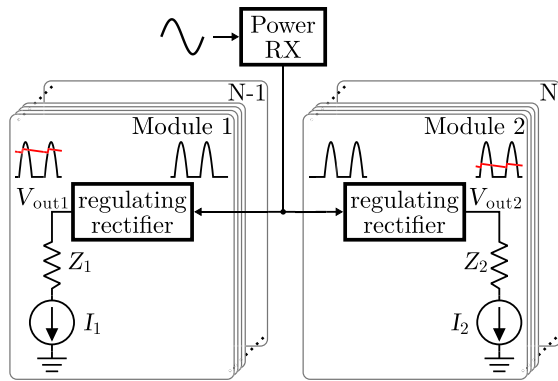 Power
RX
N-1
Module 1
V_out1
regulating
rectifier
Z_1
I_1
N
Module 2
regulating
rectifier
V_out2
Z_2
I_2